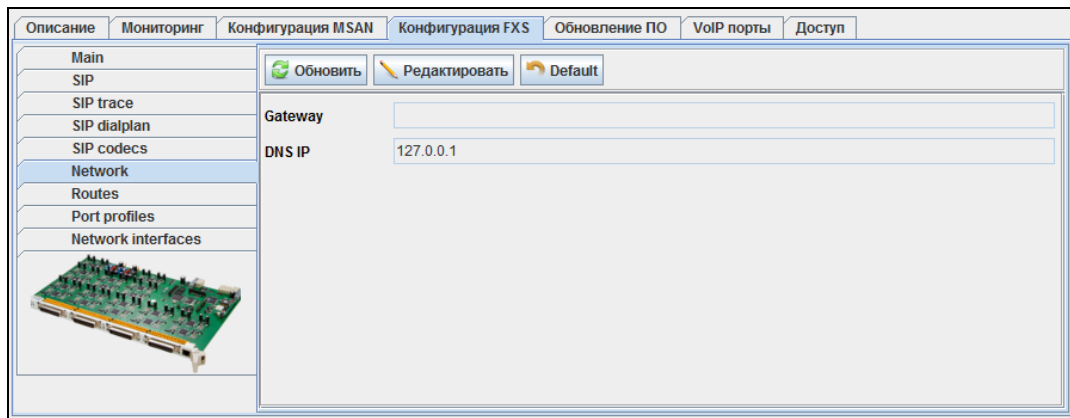 Описание Мониторинг Конфигурация MSAN Конфигурация FXS Обновление ПО VoIP порты Доступ
Main
SIP
SIP trace
SIP dialplan
SIP codecs
Network
Routes
Port profiles
Network interfaces
Обновить Редактировать Default
Gateway
DNS IP 127.0.0.1